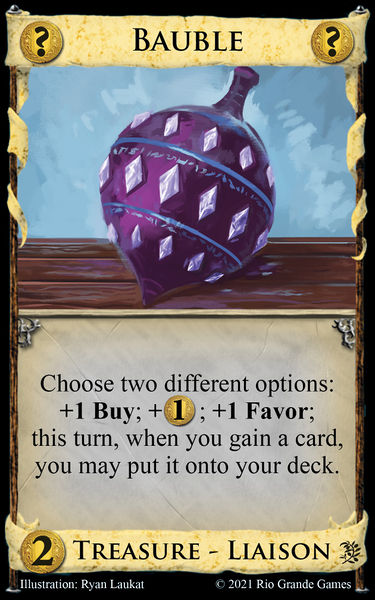 ? BAUBLE ?
Choose two different options:
+1 Buy; +1; +1 Favor;
this turn, when you gain a card,
you may put it onto your deck.
2 TREASURE - LIAISON
Illustration: Ryan Laukat © 2021 Rio Grande Games